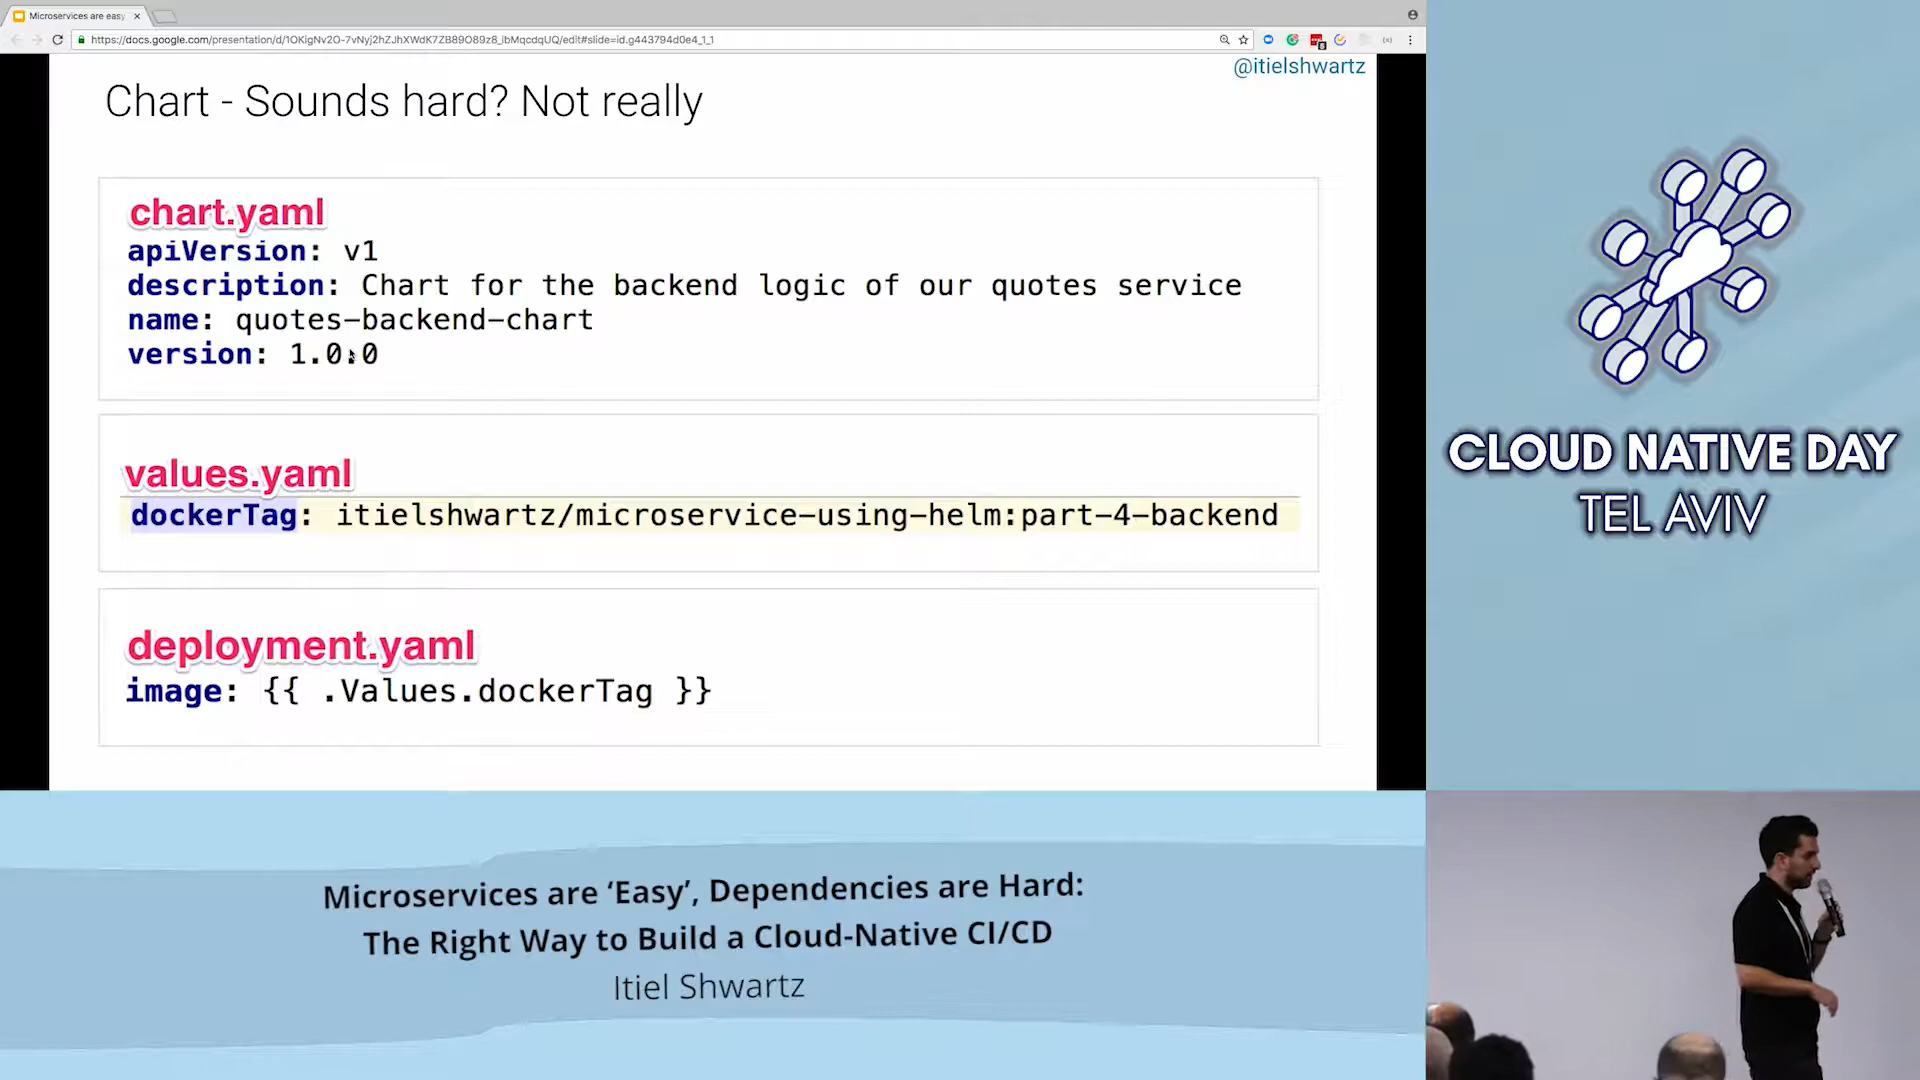 Microservices are easy
https://docs.google.com/presentation/d/1OKigNv2O-7vNyj2hZJhXWdK7ZB89O89z8_ibMqcdqUQ/edit#slide=id.g443794d0e4_1_1
@itielshwartz
Chart - Sounds hard? Not really
chart.yaml
apiVersion: v1
description: Chart for the backend logic of our quotes service
name: quotes-backend-chart
version: 1.0.0
values.yaml
dockerTag: itielshwartz/microservice-using-helm:part-4-backend
deployment.yaml
image: {{ .Values.dockerTag }}
CLOUD NATIVE DAY
TEL AVIV
Microservices are ‘Easy’, Dependencies are Hard:
The Right Way to Build a Cloud-Native CI/CD
Itiel Shwartz